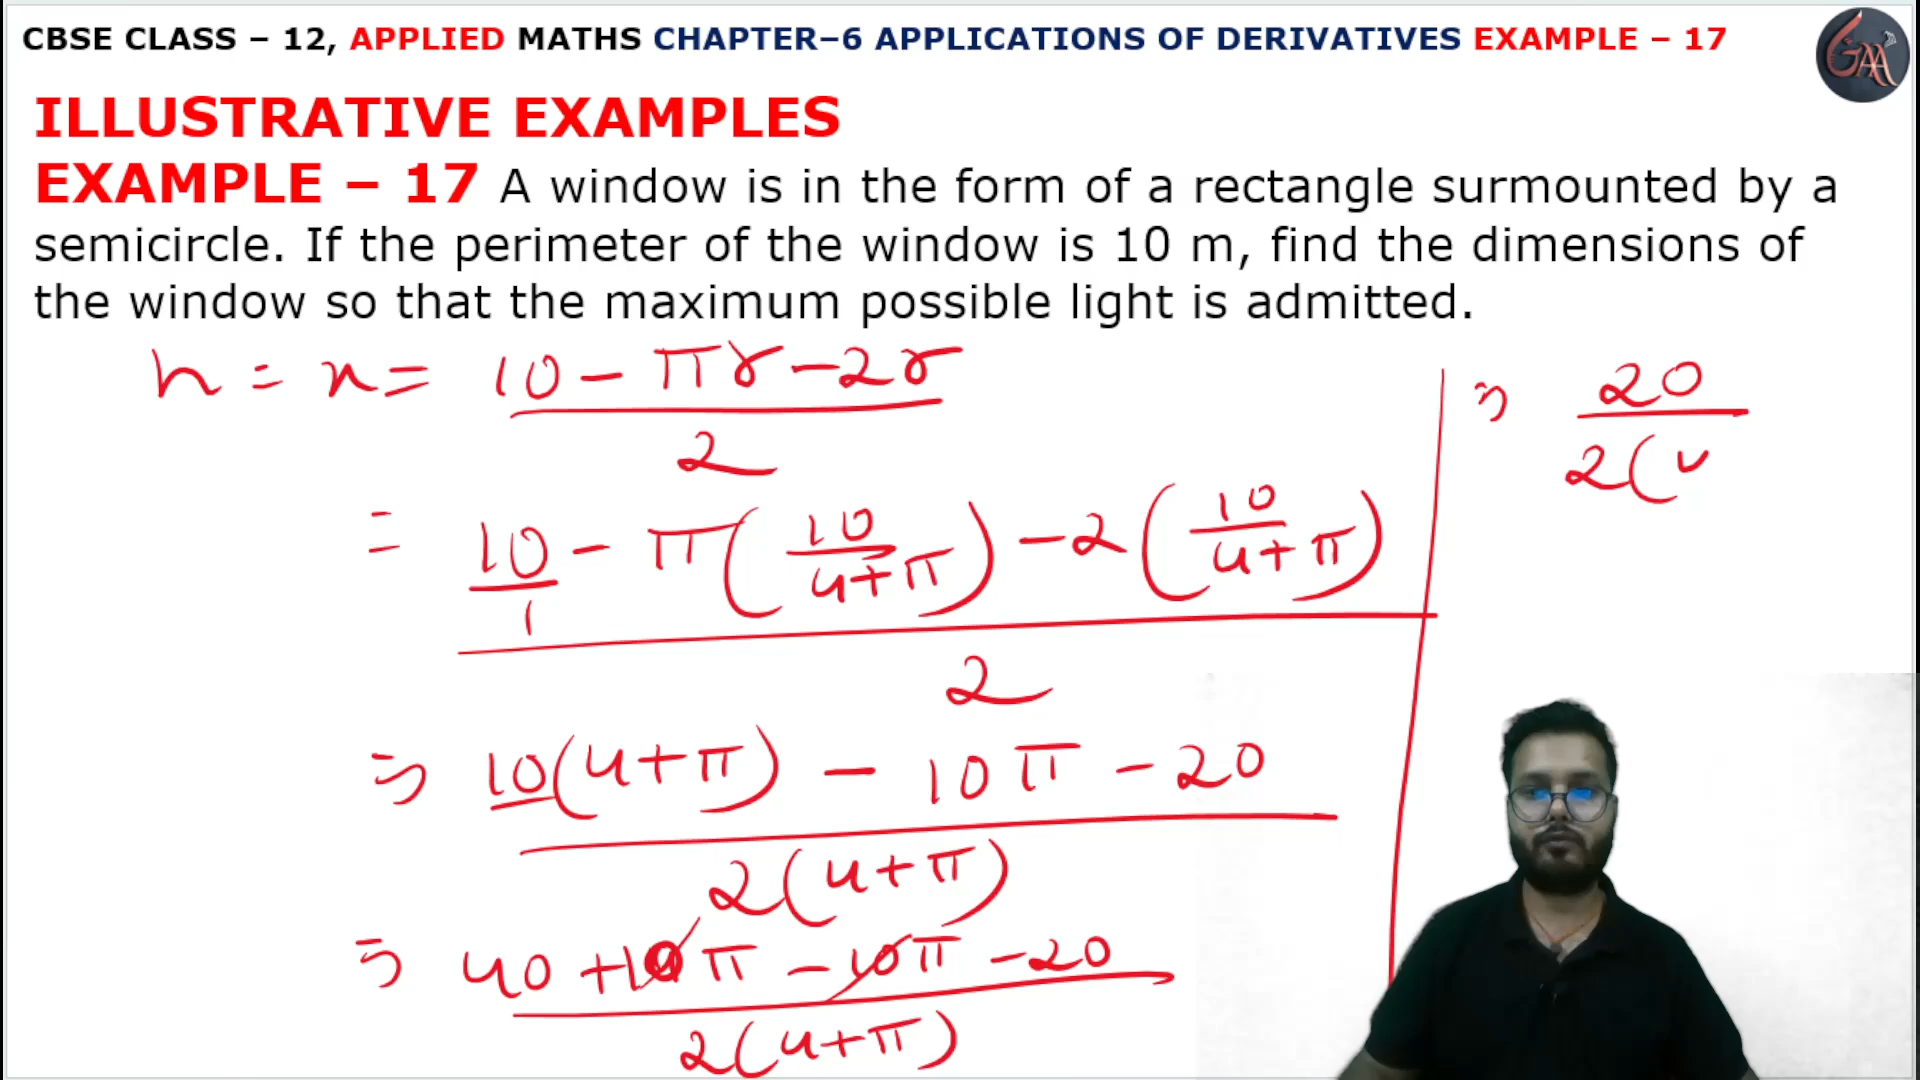 CBSE CLASS – 12, APPLIED MATHS CHAPTER–6 APPLICATIONS OF DERIVATIVES EXAMPLE – 17
ILLUSTRATIVE EXAMPLES
EXAMPLE – 17 A window is in the form of a rectangle surmounted by a
semicircle. If the perimeter of the window is 10 m, find the dimensions of
the window so that the maximum possible light is admitted.
h = x = (10 - πr - 2r)/2
= (10/1 - π(10/(4+π)) - 2(10/(4+π)))/2
⇒ (10(4+π) - 10π - 20)/(2(4+π))
⇒ (40 + 10π - 10π - 20)/(2(4+π))
⇒ 20/(2(